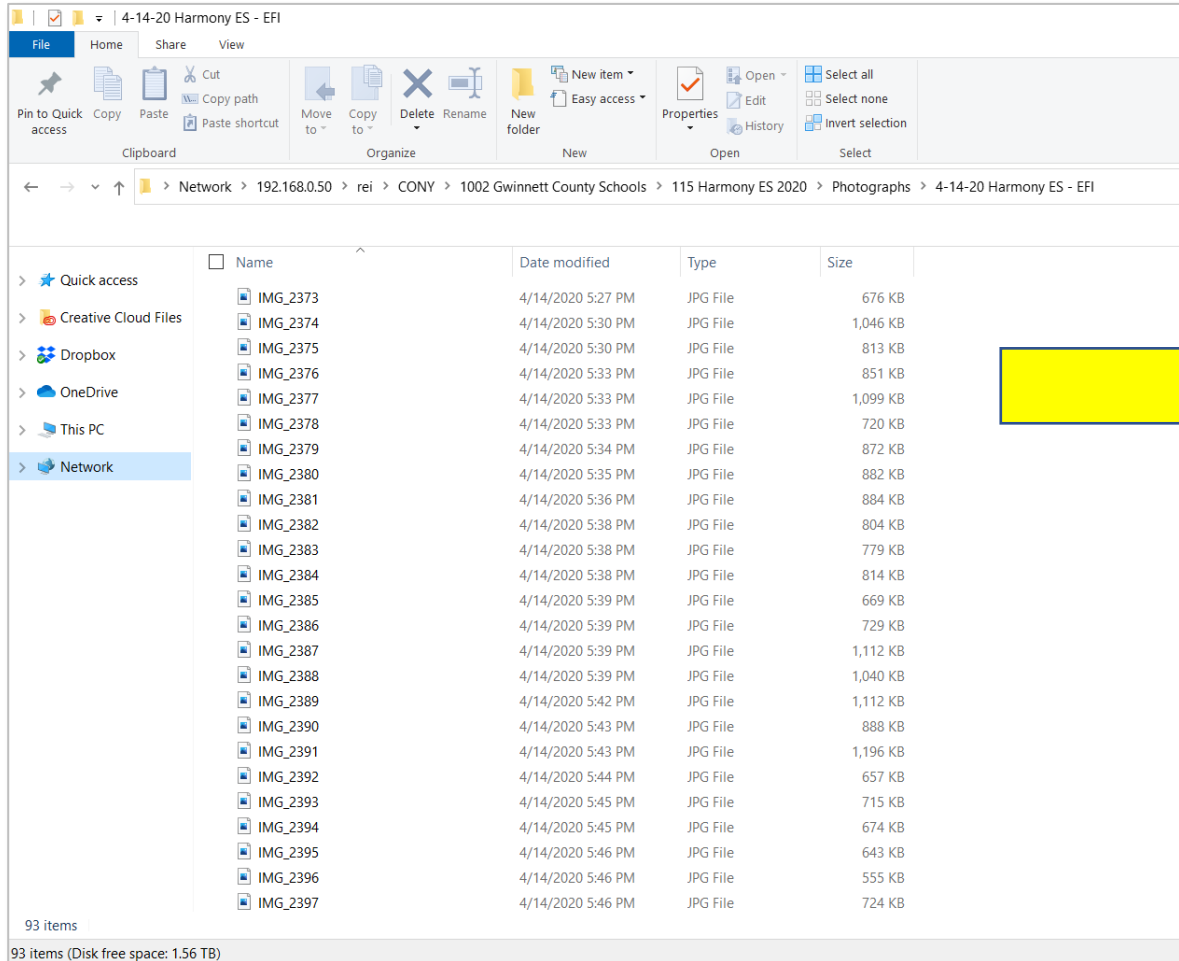 4-14-20 Harmony ES - EFI
File Home Share View
Pin to Quick access
Copy
Paste
Cut
Copy path
Paste shortcut
Clipboard
Move to
Copy to
Delete
Rename
Organize
New folder
New item
Easy access
New
Properties
Open
Edit
History
Open
Select all
Select none
Invert selection
Select
Network > 192.168.0.50 > rei > CONY > 1002 Gwinnett County Schools > 115 Harmony ES 2020 > Photographs > 4-14-20 Harmony ES - EFI
Quick access
Creative Cloud Files
Dropbox
OneDrive
This PC
Network
Name Date modified Type Size
IMG_2373 4/14/2020 5:27 PM JPG File 676 KB
IMG_2374 4/14/2020 5:30 PM JPG File 1,046 KB
IMG_2375 4/14/2020 5:30 PM JPG File 813 KB
IMG_2376 4/14/2020 5:33 PM JPG File 851 KB
IMG_2377 4/14/2020 5:33 PM JPG File 1,099 KB
IMG_2378 4/14/2020 5:33 PM JPG File 720 KB
IMG_2379 4/14/2020 5:34 PM JPG File 872 KB
IMG_2380 4/14/2020 5:35 PM JPG File 882 KB
IMG_2381 4/14/2020 5:36 PM JPG File 884 KB
IMG_2382 4/14/2020 5:38 PM JPG File 804 KB
IMG_2383 4/14/2020 5:38 PM JPG File 779 KB
IMG_2384 4/14/2020 5:38 PM JPG File 814 KB
IMG_2385 4/14/2020 5:39 PM JPG File 669 KB
IMG_2386 4/14/2020 5:39 PM JPG File 729 KB
IMG_2387 4/14/2020 5:39 PM JPG File 1,112 KB
IMG_2388 4/14/2020 5:39 PM JPG File 1,040 KB
IMG_2389 4/14/2020 5:42 PM JPG File 1,112 KB
IMG_2390 4/14/2020 5:43 PM JPG File 888 KB
IMG_2391 4/14/2020 5:43 PM JPG File 1,196 KB
IMG_2392 4/14/2020 5:44 PM JPG File 657 KB
IMG_2393 4/14/2020 5:45 PM JPG File 715 KB
IMG_2394 4/14/2020 5:45 PM JPG File 674 KB
IMG_2395 4/14/2020 5:46 PM JPG File 643 KB
IMG_2396 4/14/2020 5:46 PM JPG File 555 KB
IMG_2397 4/14/2020 5:46 PM JPG File 724 KB
93 items
93 items (Disk free space: 1.56 TB)